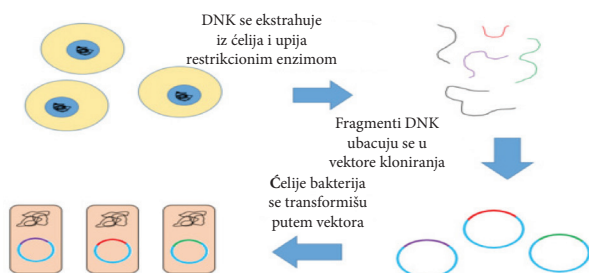 DNK se ekstrahuje
iz ćelija i upija
restrikcionim enzimom
Fragmenti DNK
ubacuju se u
vektore kloniranja
Ćelije bakterija
se transformišu
putem vektora